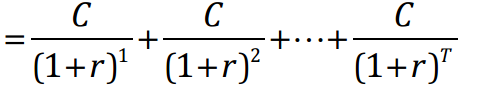 = C/(1+r)^1 + C/(1+r)^2 + ⋯ + C/(1+r)^T